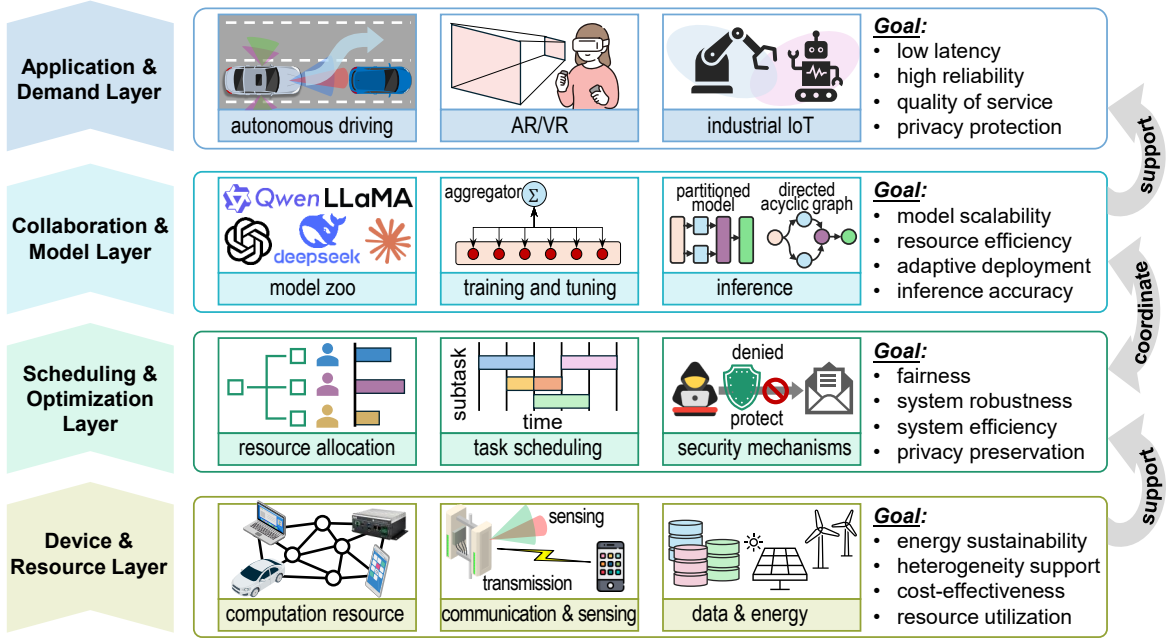 Application &
Demand Layer
autonomous driving
AR/VR
industrial IoT
Goal:
• low latency
• high reliability
• quality of service
• privacy protection
support
Collaboration &
Model Layer
Qwen
LLaMA
deepseek
model zoo
aggregator
Σ
training and tuning
partitioned
model
directed
acyclic graph
inference
Goal:
• model scalability
• resource efficiency
• adaptive deployment
• inference accuracy
coordinate
Scheduling &
Optimization
Layer
resource allocation
subtask
time
task scheduling
denied
protect
security mechanisms
Goal:
• fairness
• system robustness
• system efficiency
• privacy preservation
support
Device &
Resource Layer
computation resource
sensing
transmission
communication & sensing
data & energy
Goal:
• energy sustainability
• heterogeneity support
• cost-effectiveness
• resource utilization